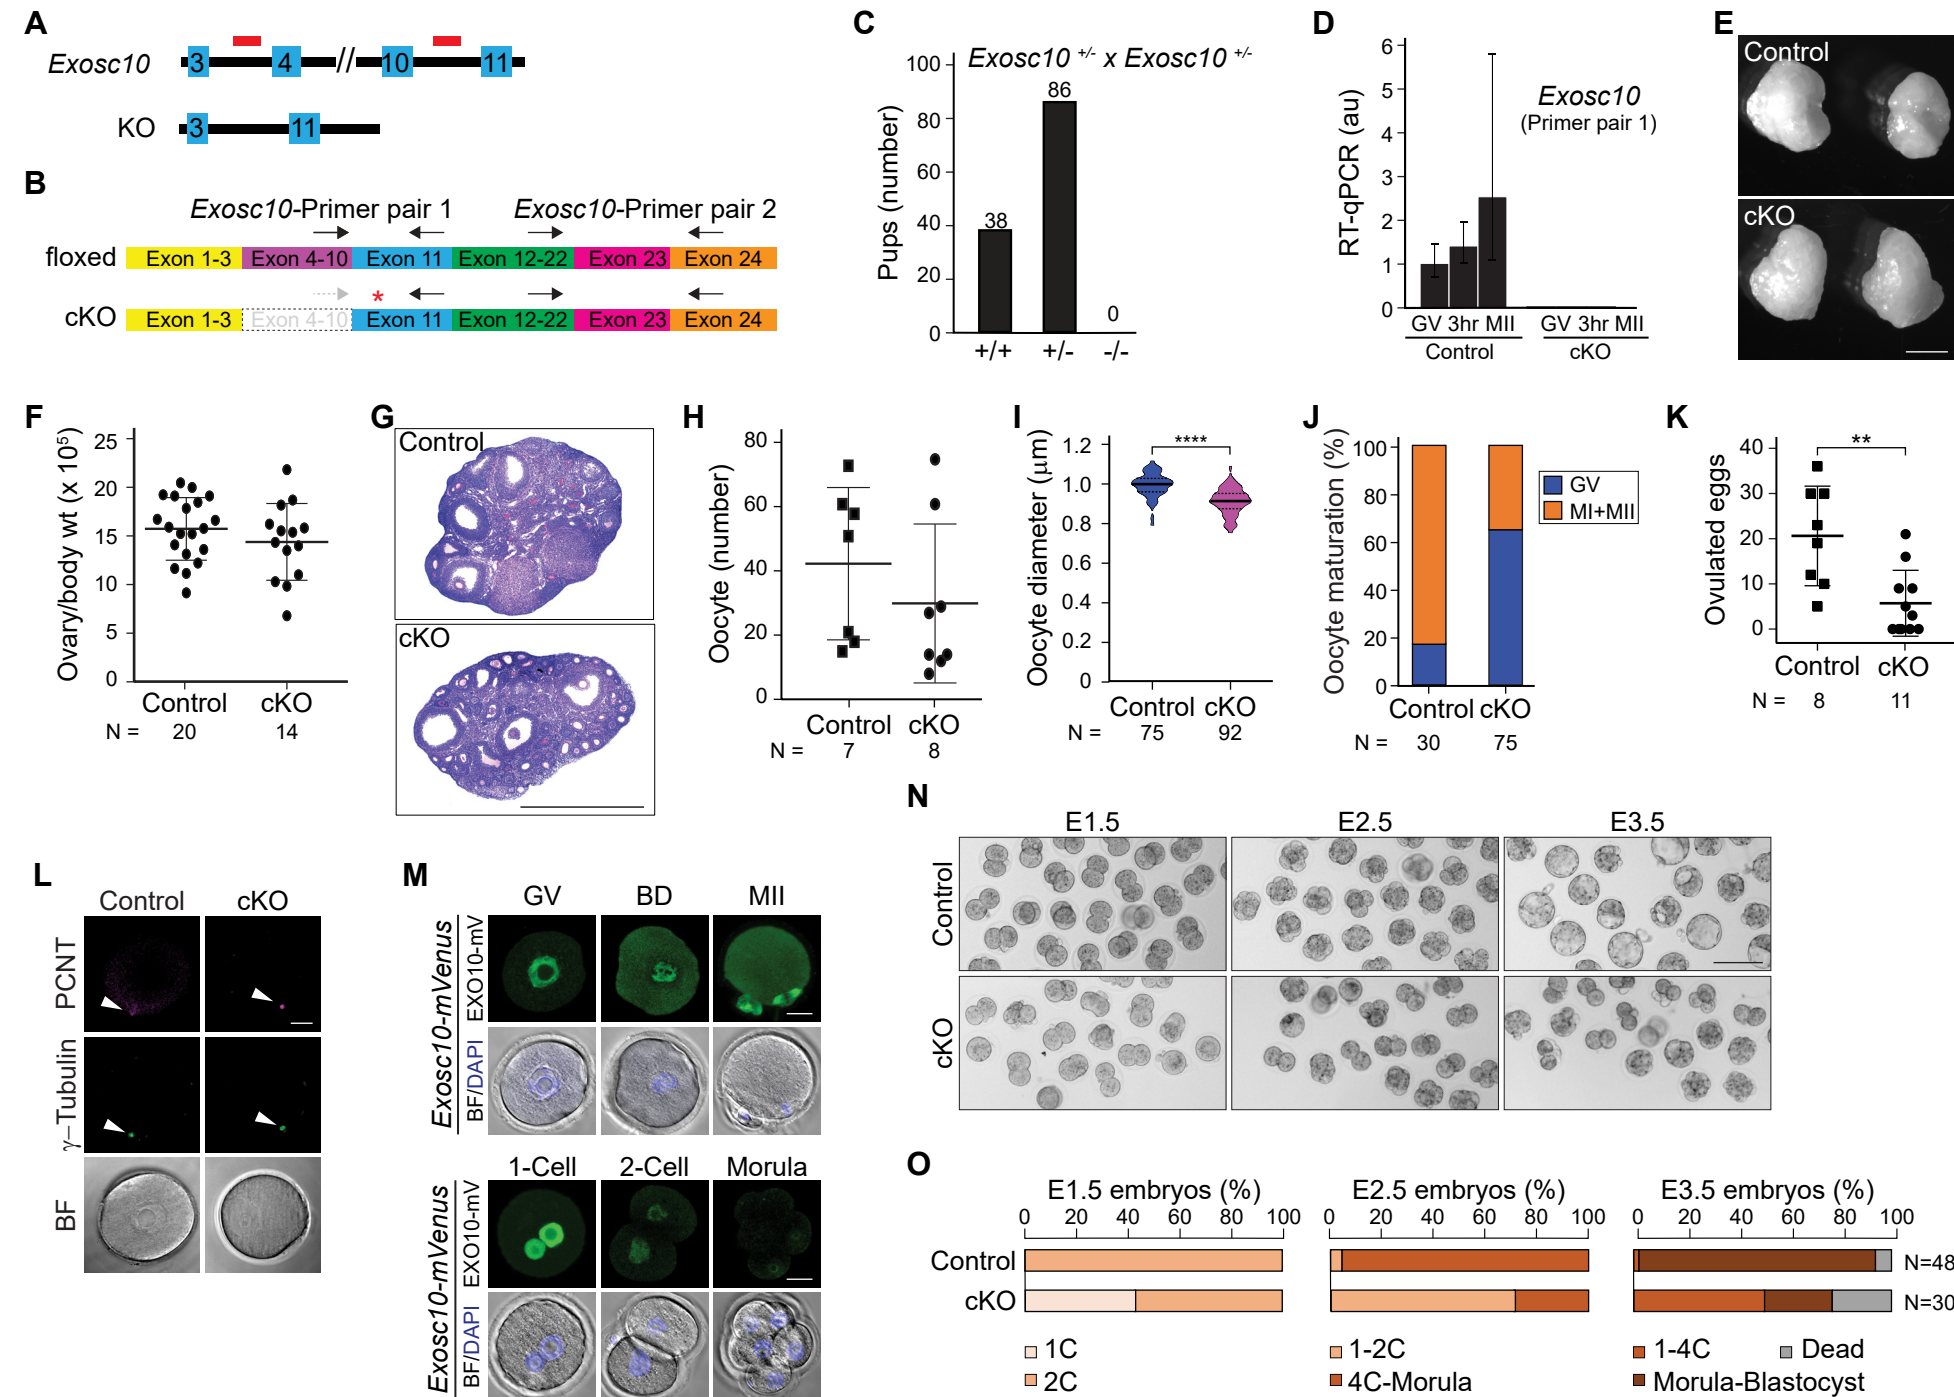 A
Exosc10
3
4
//
10
11
KO
3
11
B
Exosc10-Primer pair 1
Exosc10-Primer pair 2
floxed
Exon 1-3
Exon 4-10
Exon 11
Exon 12-22
Exon 23
Exon 24
*
cKO
Exon 1-3
Exon 4-10
Exon 11
Exon 12-22
Exon 23
Exon 24
C
Exosc10 +/- x Exosc10 +/-
Pups (number)
100
80
60
40
20
0
38
86
0
+/+
+/-
-/-
D
RT-qPCR (au)
6
5
4
3
2
1
0
Exosc10
(Primer pair 1)
GV 3hr MII
GV 3hr MII
Control
cKO
E
Control
cKO
F
Ovary/body wt (x 10⁵)
25
20
15
10
5
0
Control
cKO
N =
20
14
G
Control
cKO
H
Oocyte (number)
80
60
40
20
0
Control
cKO
N =
7
8
I
Oocyte diameter (μm)
1.2
1.0
0.8
0.6
0.4
0.2
0
****
Control
cKO
N =
75
92
J
Oocyte maturation (%)
100
80
60
40
20
0
GV
MI+MII
Control
cKO
N =
30
75
K
Ovulated eggs
40
30
20
10
0
**
Control
cKO
N =
8
11
L
Control
cKO
PCNT
γ−Tubulin
BF
M
GV
BD
MII
Exosc10-mVenus
EXO10-mV
BF/DAPI
1-Cell
2-Cell
Morula
Exosc10-mVenus
EXO10-mV
BF/DAPI
N
E1.5
E2.5
E3.5
Control
cKO
O
E1.5 embryos (%)
E2.5 embryos (%)
E3.5 embryos (%)
0 20 40 60 80 100
0 20 40 60 80 100
0 20 40 60 80 100
Control
N=48
cKO
N=30
1C
2C
1-2C
4C-Morula
1-4C
Dead
Morula-Blastocyst